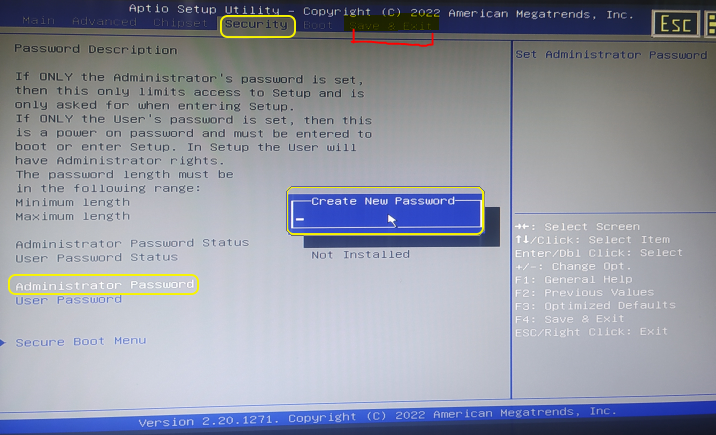 Aptio Setup Utility – Copyright (C) 2022 American Megatrends, Inc.
Main Advanced Chipset Security Boot Save & Exit
ESC
Password Description
If ONLY the Administrator's password is set,
then this only limits access to Setup and is
only asked for when entering Setup.
If ONLY the User's password is set, then this
is a power on password and must be entered to
boot or enter Setup. In Setup the User will
have Administrator rights.
The password length must be
in the following range:
Minimum length
Maximum length
Administrator Password Status
User Password Status
Not Installed
Administrator Password
User Password
Secure Boot Menu
Create New Password
Set Administrator Password
→←: Select Screen
↑↓/Click: Select Item
Enter/Dbl Click: Select
+/-: Change Opt.
F1: General Help
F2: Previous Values
F3: Optimized Defaults
F4: Save & Exit
ESC/Right Click: Exit
Version 2.20.1271. Copyright (C) 2022 American Megatrends, Inc.